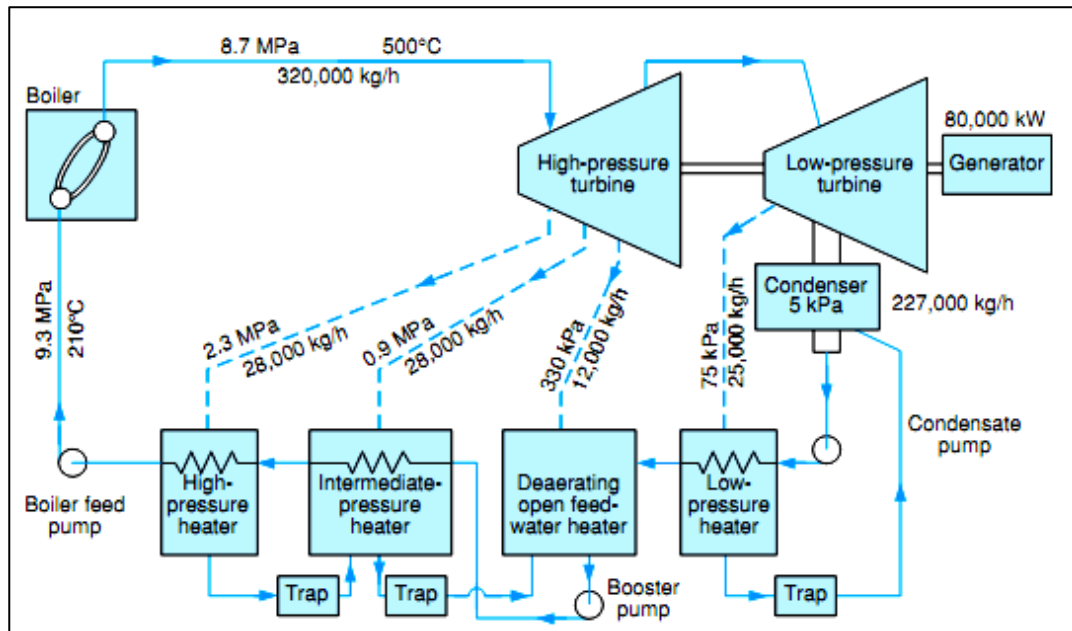 8.7 MPa 500°C
320,000 kg/h
Boiler
80,000 kW
High-pressure
turbine
Low-pressure
turbine
Generator
9.3 MPa
210°C
2.3 MPa
28,000 kg/h
0.9 MPa
28,000 kg/h
330 kPa
12,000 kg/h
75 kPa
25,000 kg/h
Condenser
5 kPa
227,000 kg/h
Condensate
pump
Boiler feed
pump
High-
pressure
heater
Intermediate-
pressure
heater
Deaerating
open feed-
water heater
Low-
pressure
heater
Trap
Trap
Booster
pump
Trap